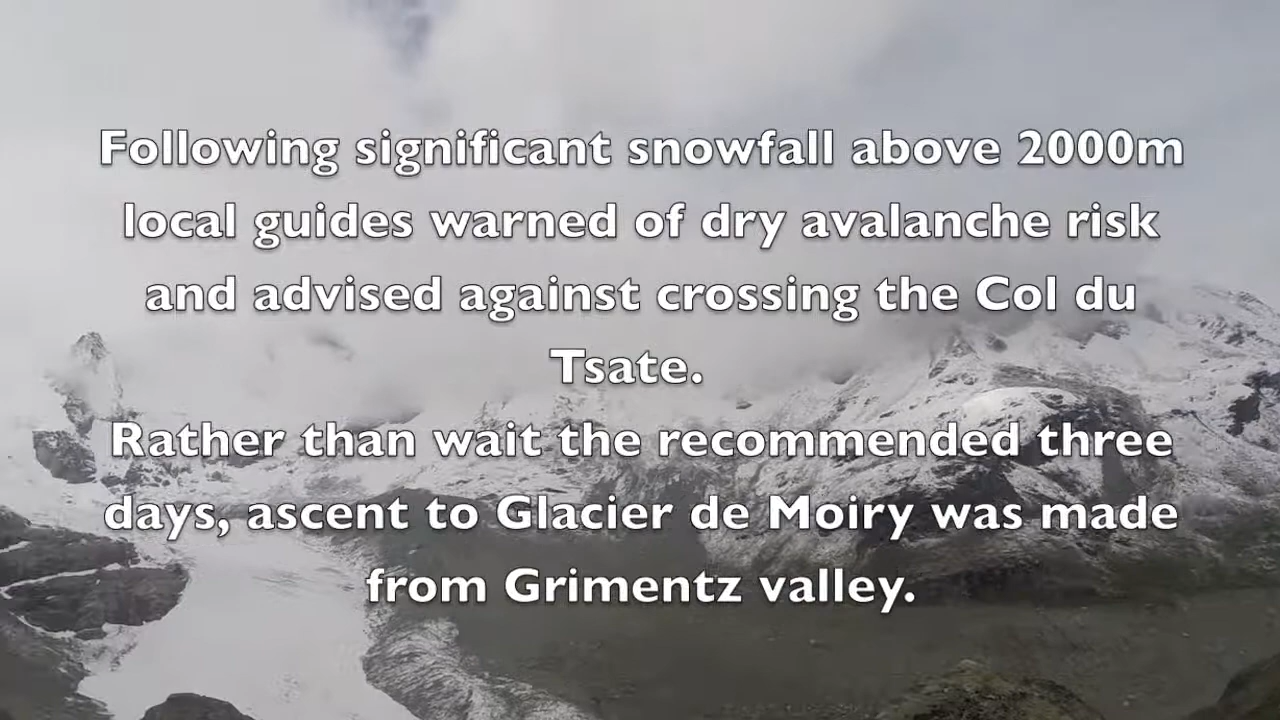 Following significant snowfall above 2000m
local guides warned of dry avalanche risk
and advised against crossing the Col du
Tsate.
Rather than wait the recommended three
days, ascent to Glacier de Moiry was made
from Grimentz valley.